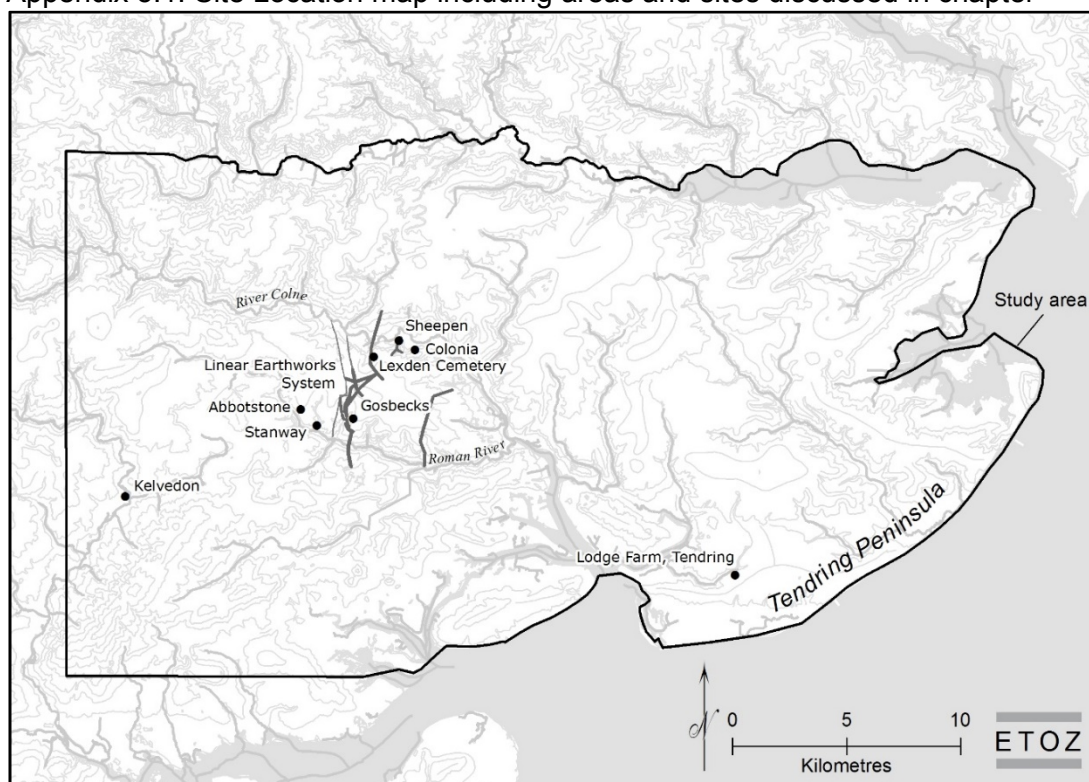 Appendix 5.1: Site Location map including areas and sites discussed in chapter
River Colne
Sheepen
Colonia
Lexden Cemetery
Linear Earthworks
System
Abbotstone
Gosbecks
Stanway
Roman River
Kelvedon
Study area
Lodge Farm, Tendring
Tendring Peninsula
N
0 5 10
Kilometres
ETOZ